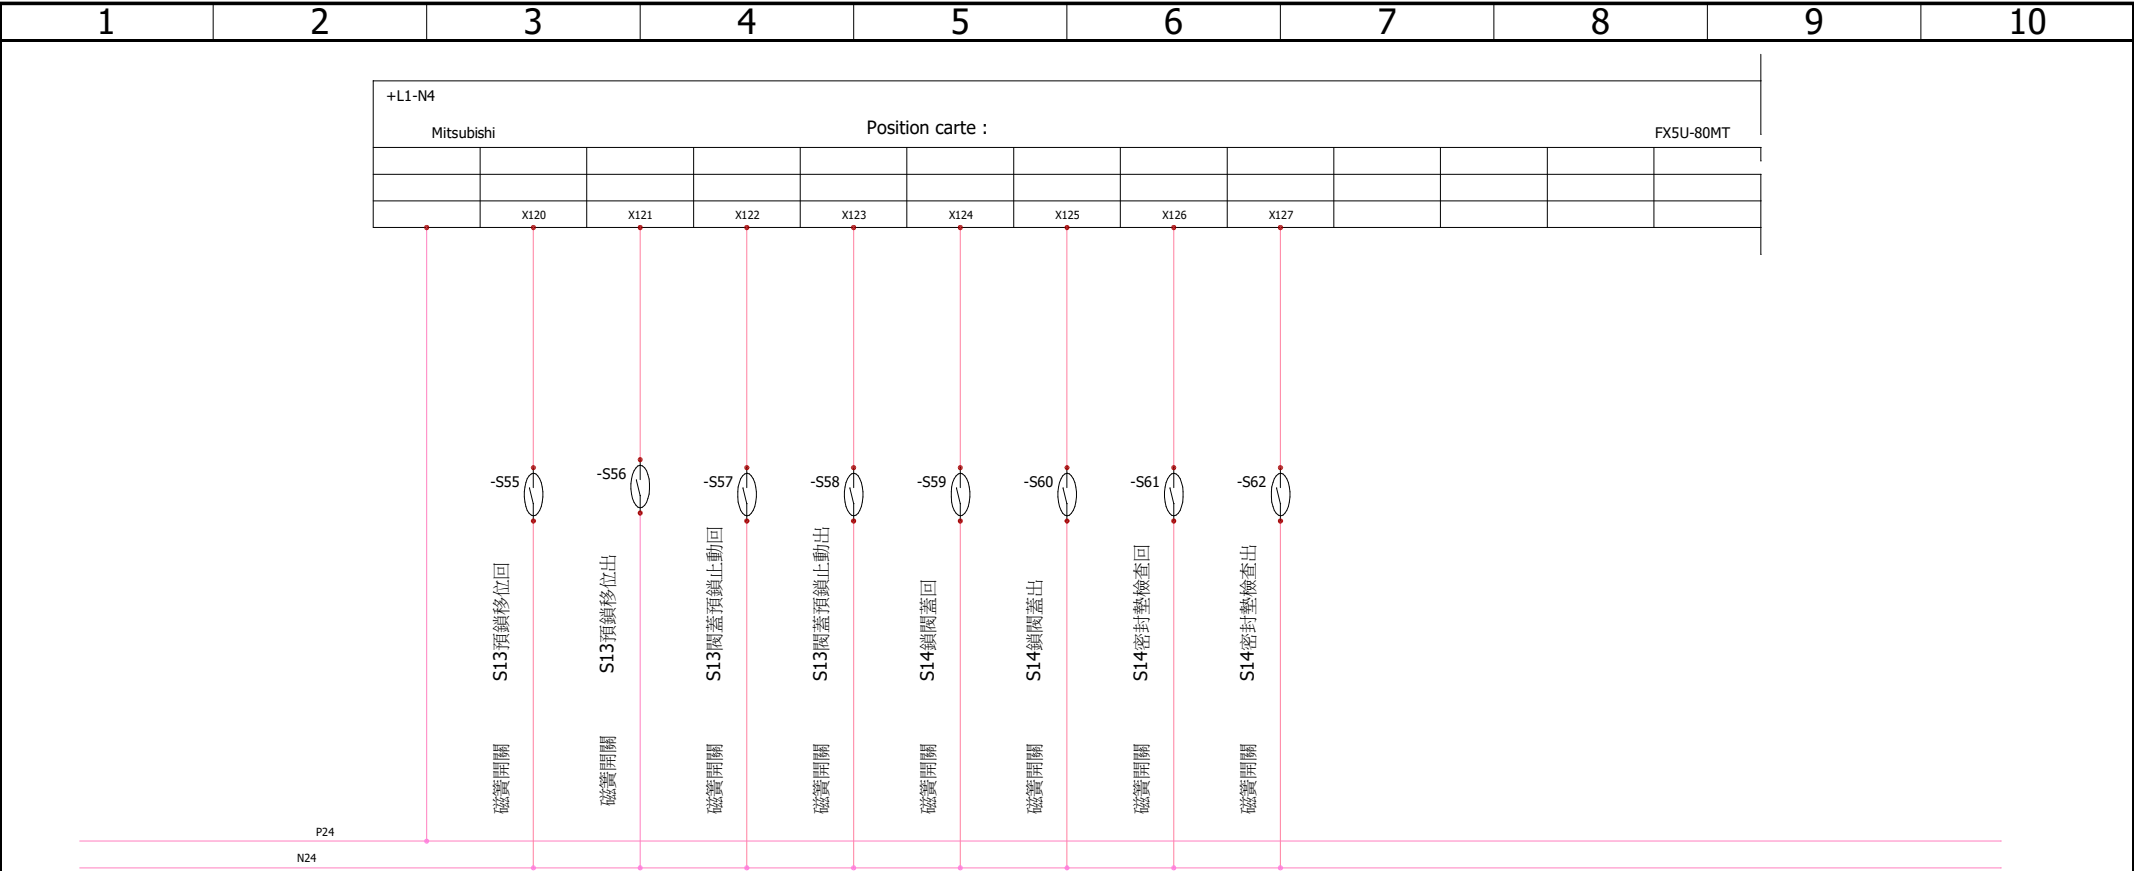 1 2 3 4 5 6 7 8 9 10
+L1-N4
Mitsubishi Position carte : FX5U-80MT
X120 X121 X122 X123 X124 X125 X126 X127
-S55 -S56 -S57 -S58 -S59 -S60 -S61 -S62
S13預鎖移位回
S13預鎖移位出
S13閥蓋預鎖止動回
S13閥蓋預鎖止動出
S14鎖閥蓋回
S14鎖閥蓋出
S14密封墊檢查回
S14密封墊檢查出
磁簧開關
磁簧開關
磁簧開關
磁簧開關
磁簧開關
磁簧開關
磁簧開關
磁簧開關
P24
N24